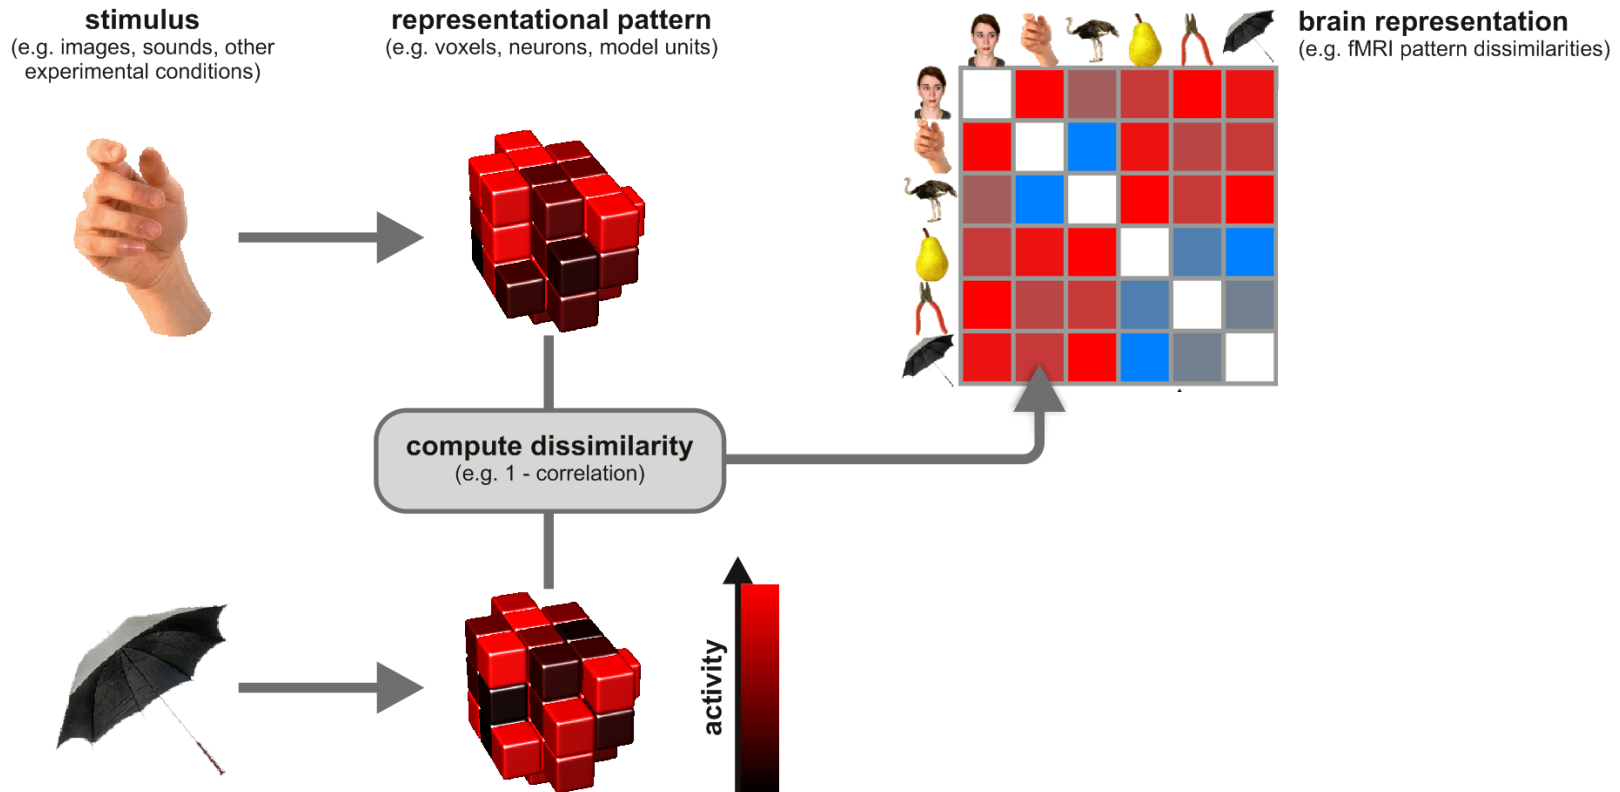 stimulus
(e.g. images, sounds, other
experimental conditions)
representational pattern
(e.g. voxels, neurons, model units)
brain representation
(e.g. fMRI pattern dissimilarities)
compute dissimilarity
(e.g. 1 - correlation)
activity